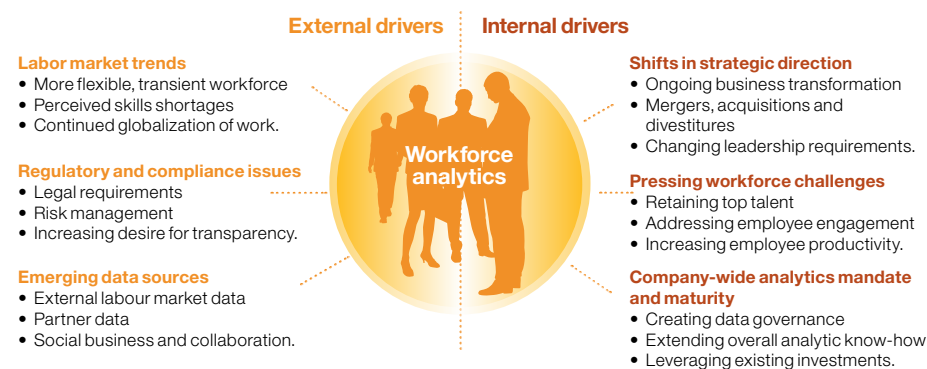 External drivers
Internal drivers
Labor market trends
• More flexible, transient workforce
• Perceived skills shortages
• Continued globalization of work.
Regulatory and compliance issues
• Legal requirements
• Risk management
• Increasing desire for transparency.
Emerging data sources
• External labour market data
• Partner data
• Social business and collaboration.
Workforce
analytics
Shifts in strategic direction
• Ongoing business transformation
• Mergers, acquisitions and
divestitures
• Changing leadership requirements.
Pressing workforce challenges
• Retaining top talent
• Addressing employee engagement
• Increasing employee productivity.
Company-wide analytics mandate
and maturity
• Creating data governance
• Extending overall analytic know-how
• Leveraging existing investments.